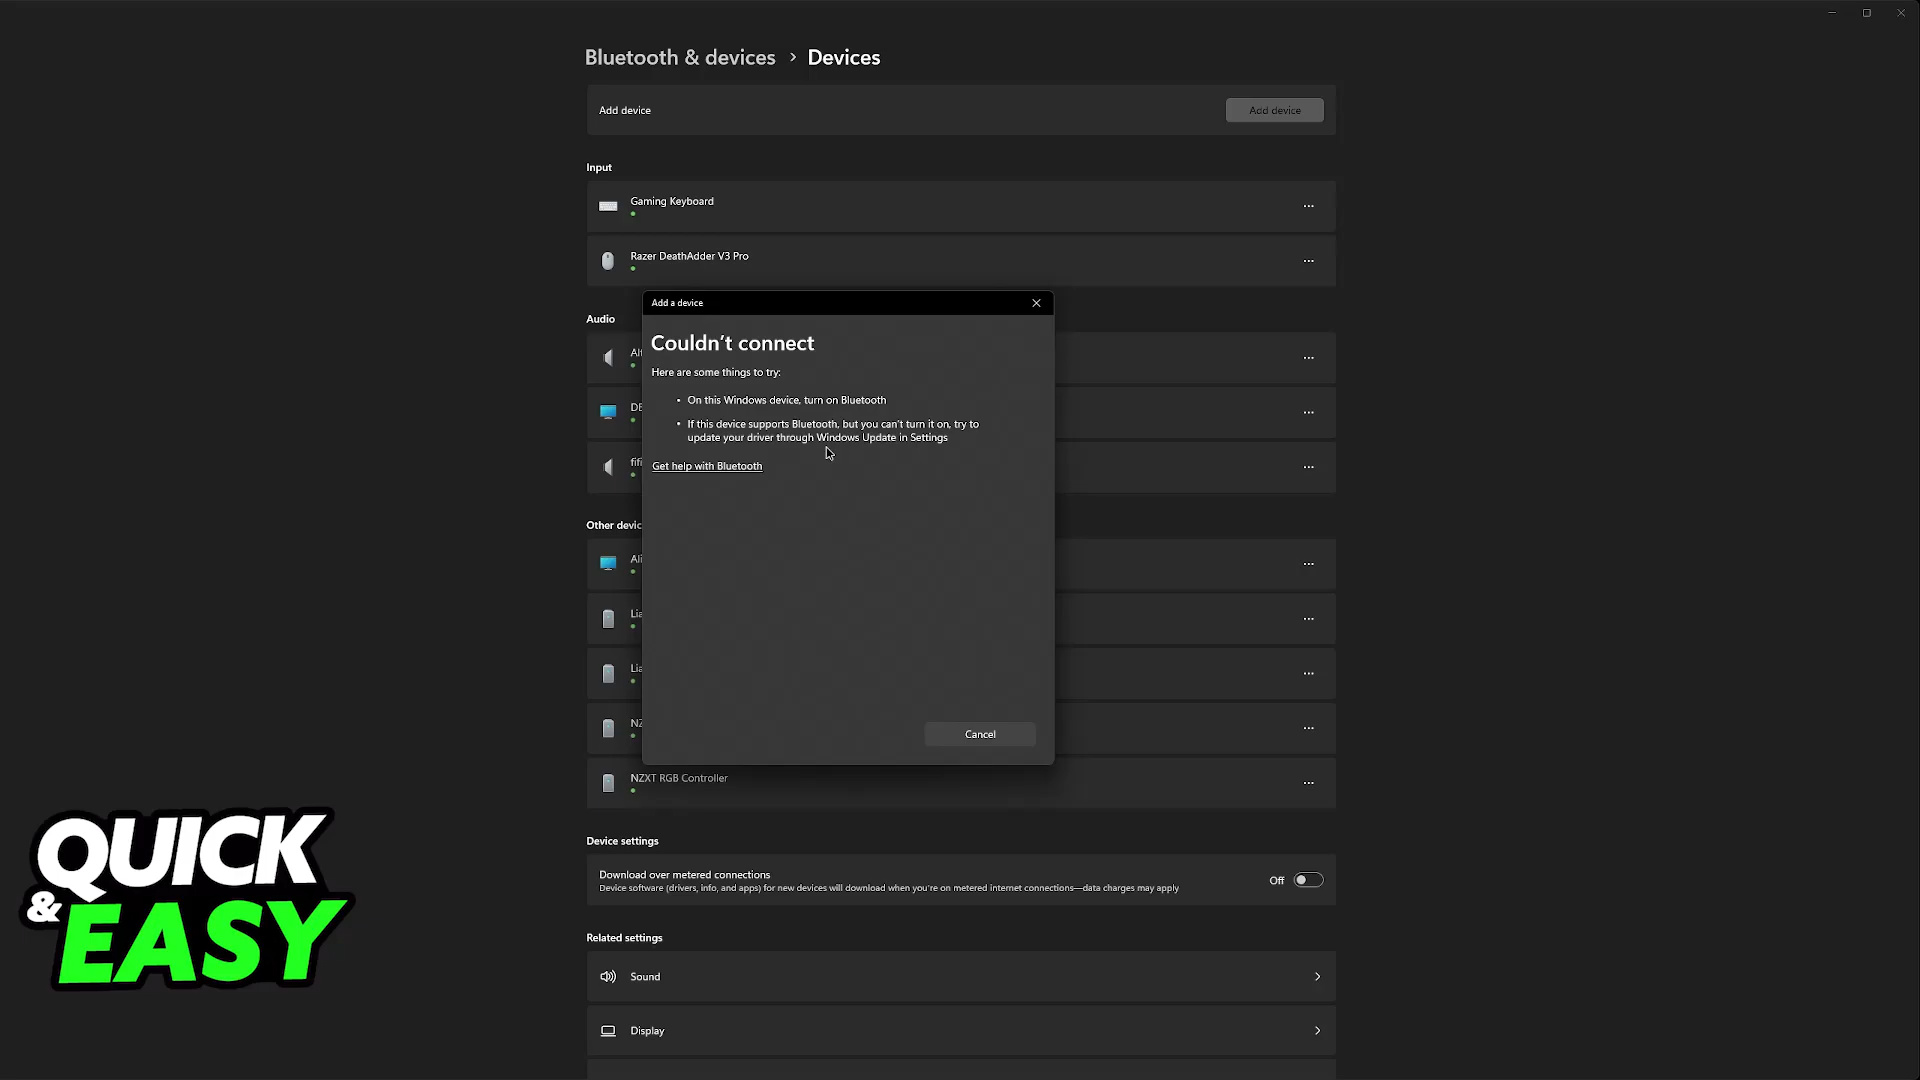 Bluetooth & devices › Devices
Add device
Add device
Input
Gaming Keyboard
Razer DeathAdder V3 Pro
Add a device
Audio
Couldn't connect
Here are some things to try:
• On this Windows device, turn on Bluetooth
• If this device supports Bluetooth, but you can't turn it on, try to
update your driver through Windows Update in Settings
Get help with Bluetooth
Other devic
Cancel
NZXT RGB Controller
QUICK
& EASY
Device settings
Download over metered connections
Device software (drivers, info, and apps) for new devices will download when you're on metered internet connections—data charges may apply
Off
Related settings
Sound
Display